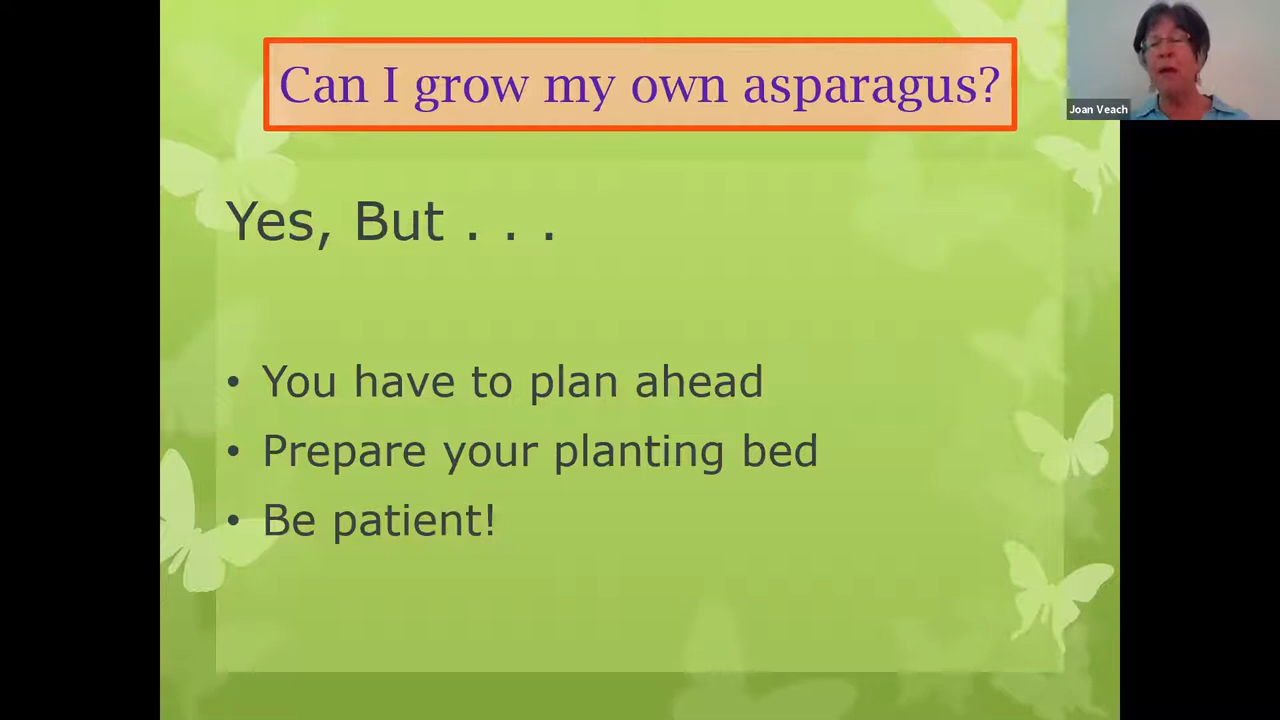 Can I grow my own asparagus?
Joan Veach
Yes, But . . .
• You have to plan ahead
• Prepare your planting bed
• Be patient!